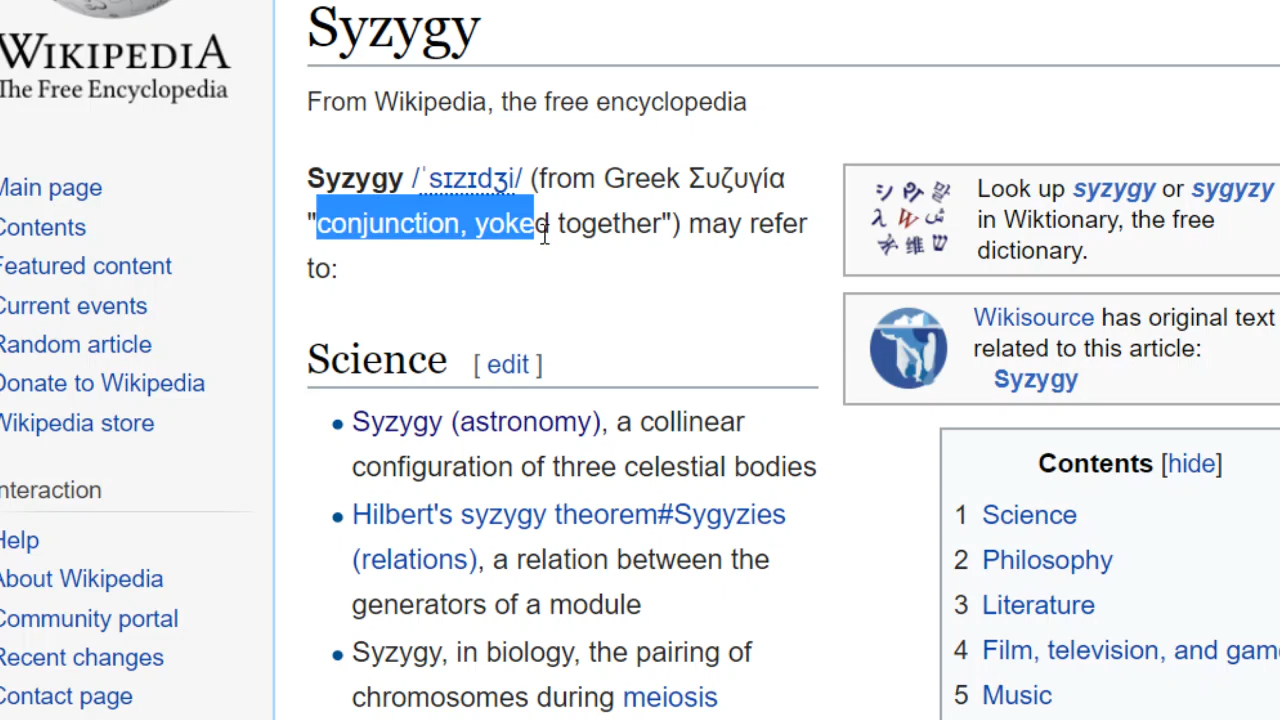 WIKIPEDIA
The Free Encyclopedia
Main page
Contents
Featured content
Current events
Random article
Donate to Wikipedia
Wikipedia store
Interaction
Help
About Wikipedia
Community portal
Recent changes
Contact page
Syzygy
From Wikipedia, the free encyclopedia
Syzygy /ˈsɪzɪdʒi/ (from Greek Συζυγία
"conjunction, yoked together") may refer
to:
Science [ edit ]
Syzygy (astronomy), a collinear
configuration of three celestial bodies
Hilbert's syzygy theorem#Sygyzies
(relations), a relation between the
generators of a module
Syzygy, in biology, the pairing of
chromosomes during meiosis
Look up syzygy or sygyzy
in Wiktionary, the free
dictionary.
Wikisource has original text
related to this article:
Syzygy
Contents [hide]
1 Science
2 Philosophy
3 Literature
4 Film, television, and gam
5 Music